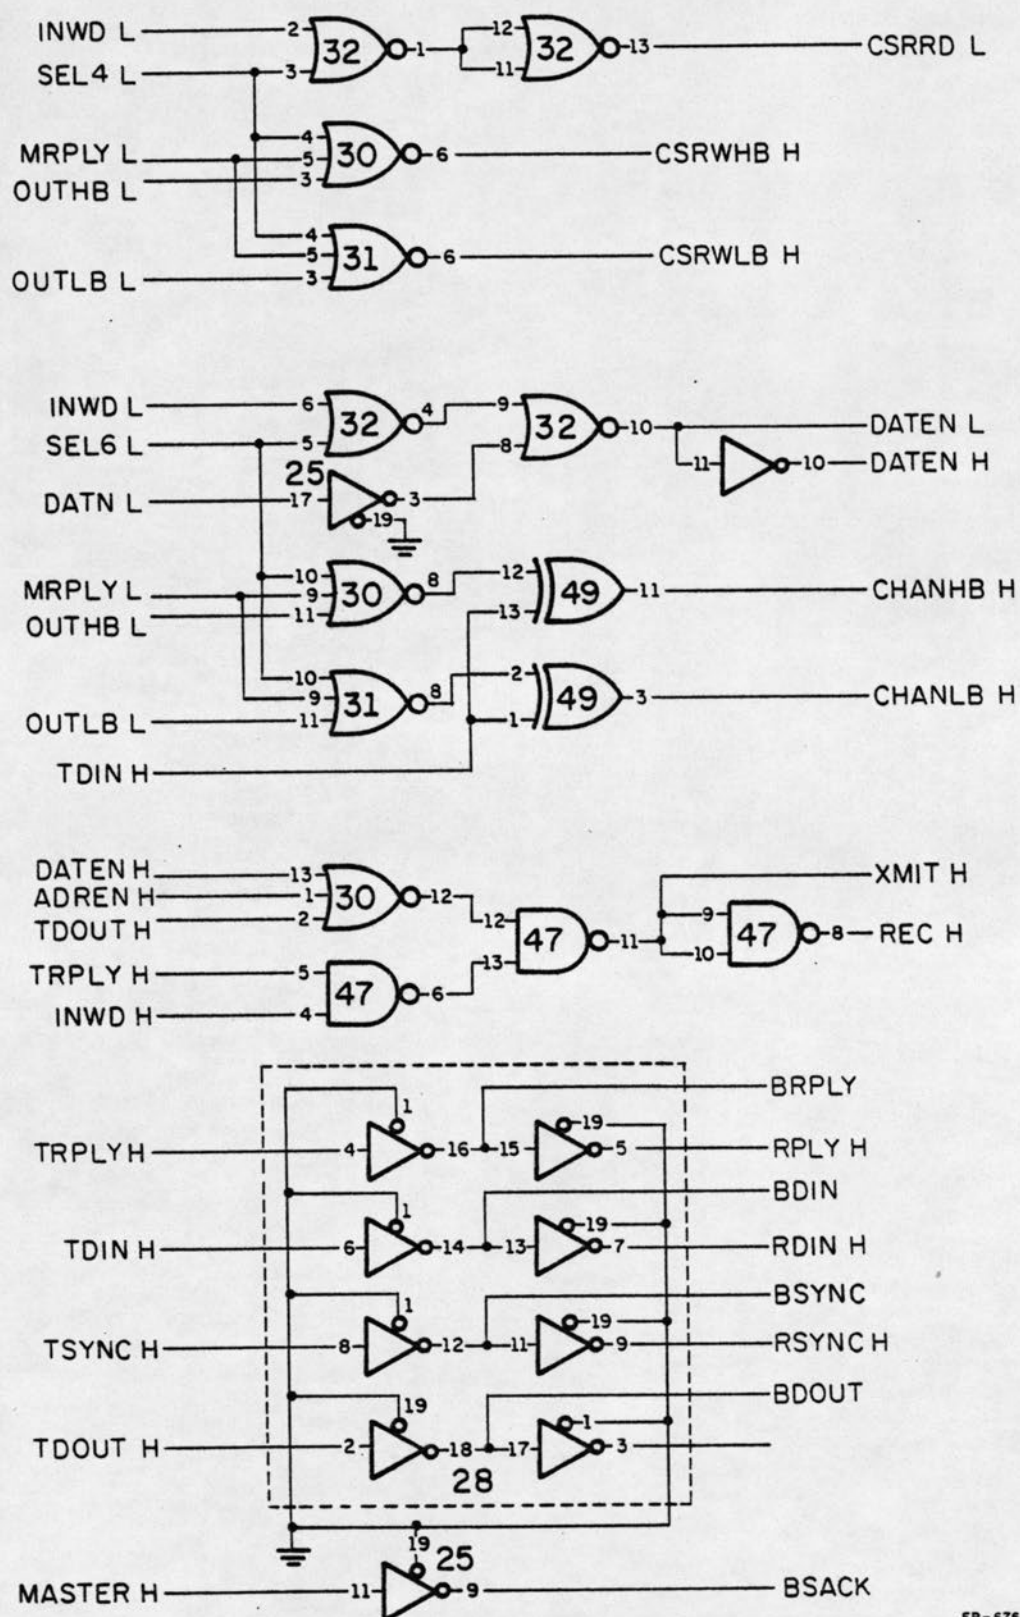 INWD L 2 32 1 12 11 32 13 CSRRD L
SEL4 L 3
MRPLY L 4 5 3 30 6 CSRWHB H
OUTHB L
4 5 3 31 6 CSRWLB H
OUTLB L
INWD L 6 5 32 4 9 8 32 10 DATEN L
SEL6 L
11 10 DATEN H
25
DATN L 17 3
19
MRPLY L 10 9 11 30 8 12 13 49 11 CHANHB H
OUTHB L
10 9 11 31 8 2 1 49 3 CHANLB H
OUTLB L
TDIN H
DATEN H 13 XMIT H
ADREN H 1 30 12
TDOUT H 2
12 13 47 11 9 10 47 8 REC H
TRPLY H 5
47 6
INWD H 4
BRPLY
1 19
TRPLY H 4 16 15 5 RPLY H
BDIN
1 19
TDIN H 6 14 13 7 RDIN H
BSYNC
1 19
TSYNC H 8 12 11 9 RSYNC H
BDOUT
19 1
TDOUT H 2 18 17 3
28
19 25
MASTER H 11 9 BSACK